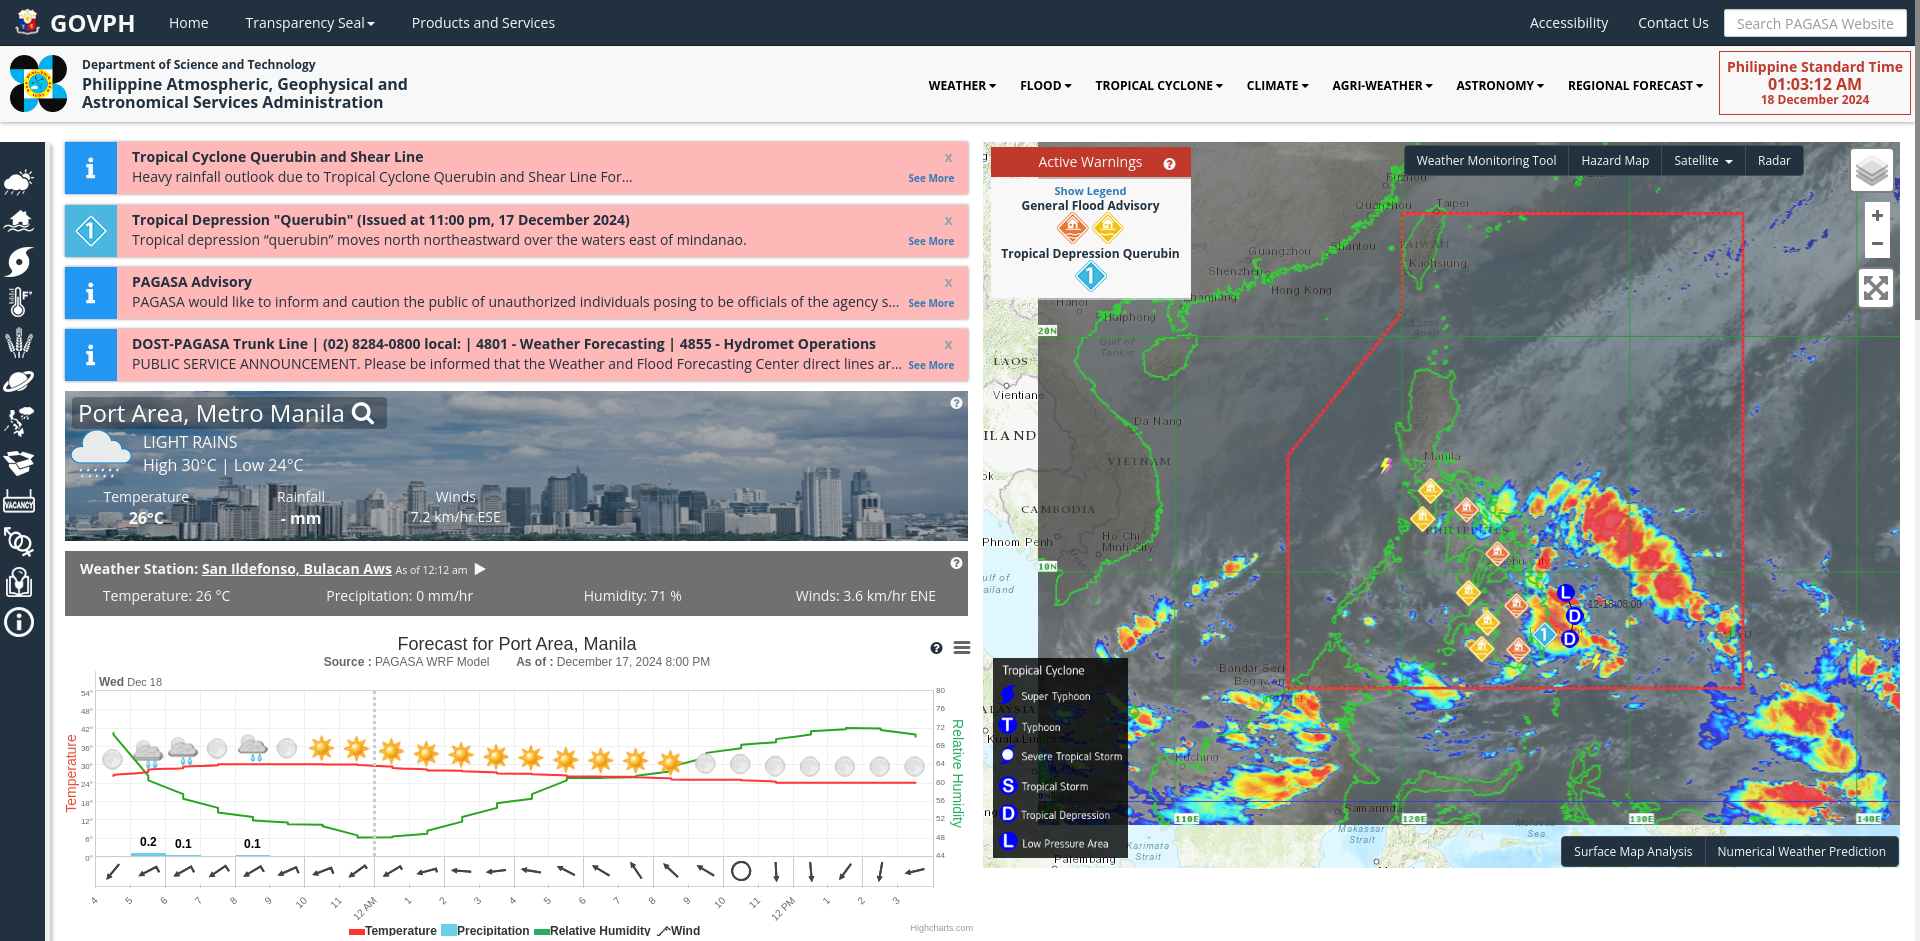 GOVPH
Home
Transparency Seal
Products and Services
Accessibility
Contact Us
Search PAGASA Website
Department of Science and Technology
Philippine Atmospheric, Geophysical and
Astronomical Services Administration
WEATHER
FLOOD
TROPICAL CYCLONE
CLIMATE
AGRI-WEATHER
ASTRONOMY
REGIONAL FORECAST
Philippine Standard Time
01:03:12 AM
18 December 2024
Tropical Cyclone Querubin and Shear Line
x
Heavy rainfall outlook due to Tropical Cyclone Querubin and Shear Line For...
See More
Tropical Depression "Querubin" (Issued at 11:00 pm, 17 December 2024)
x
Tropical depression “querubin” moves north northeastward over the waters east of mindanao.
See More
PAGASA Advisory
x
PAGASA would like to inform and caution the public of unauthorized individuals posing to be officials of the agency s...
See More
DOST-PAGASA Trunk Line | (02) 8284-0800 local: | 4801 - Weather Forecasting | 4855 - Hydromet Operations
x
PUBLIC SERVICE ANNOUNCEMENT. Please be informed that the Weather and Flood Forecasting Center direct lines ar...
See More
VACANCY
Port Area, Metro Manila
LIGHT RAINS
High 30°C | Low 24°C
Temperature
26°C
Rainfall
- mm
Winds
7.2 km/hr ESE
Weather Station: San Ildefonso, Bulacan Aws As of 12:12 am
Temperature: 26 °C
Precipitation: 0 mm/hr
Humidity: 71 %
Winds: 3.6 km/hr ENE
Forecast for Port Area, Manila
Source : PAGASA WRF Model As of : December 17, 2024 8:00 PM
Wed Dec 18
54°
48°
42°
36°
30°
24°
18°
12°
6°
0°
Temperature
80
76
72
68
64
60
56
52
48
44
Relative Humidity
0.2
0.1
0.1
4 5 6 7 8 9 10 11 12 AM 1 2 3 4 5 6 7 8 9 10 11 12 PM 1 2 3
Temperature Precipitation Relative Humidity Wind
Highcharts.com
Active Warnings
Show Legend
General Flood Advisory
Tropical Depression Querubin
1
Weather Monitoring Tool
Hazard Map
Satellite
Radar
+
−
Fuzhou
Quanzhou
Taipei
TAIWAN
Kaohsiung
Guangzhou
Shantou
Shenzhen
Hong Kong
Zhanjiang
Hanoi
Haiphong
20N
Luzon
Strait
Gulf of
Tonkin
LAOS
Vientiane
Da Nang
ILAND
VIETNAM
Manila
ok
CAMBODIA
PHILIPPINES
Phnom Penh
Ho Chi
Minh City
10N
ulf of
ailand
L
12-18 08:00
D
1
D
PALAU
Bandar Seri
Begawan
BRUNEI
ALAYSIA
Kuala Lum
Kuching
Samarinda
110E
120E
130E
140E
Makassar
Strait
Molucca
Sea
Karimata
Strait
Palembang
Tropical Cyclone
Super Typhoon
T Typhoon
Severe Tropical Storm
S Tropical Storm
D Tropical Depression
L Low Pressure Area
Surface Map Analysis
Numerical Weather Prediction